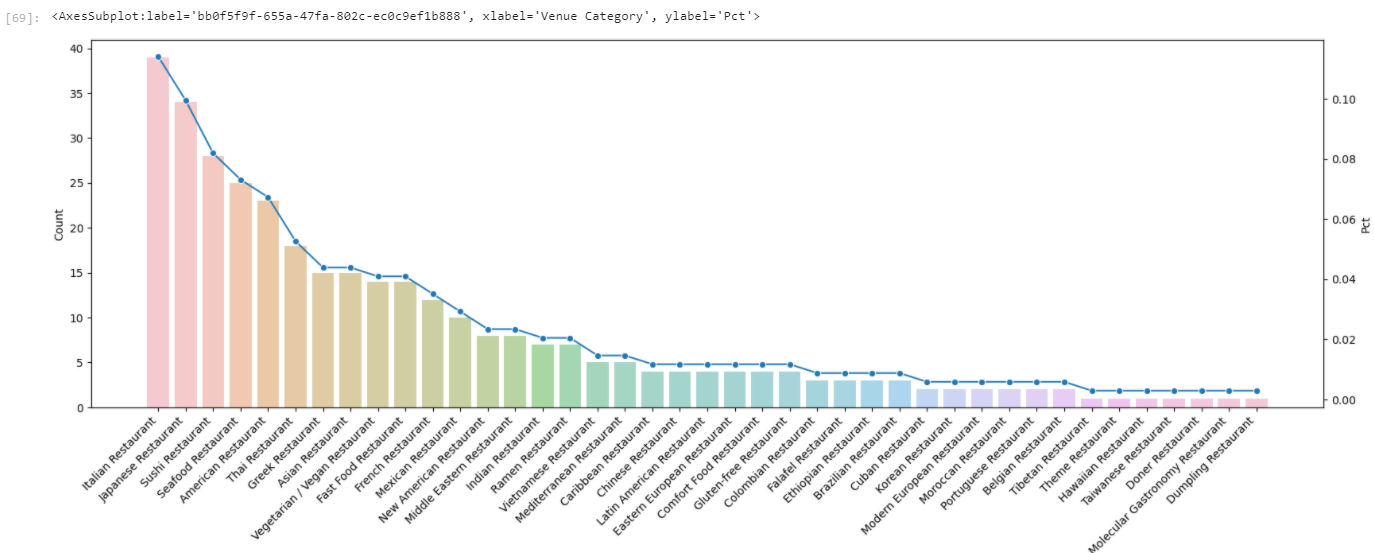 [69]: <AxesSubplot:label='bb0f5f9f-655a-47fa-802c-ec0c9ef1b888', xlabel='Venue Category', ylabel='Pct'>
40
35
30
25
20
15
10
5
0
Count
0.10
0.08
0.06
0.04
0.02
0.00
Pct
Italian Restaurant
Japanese Restaurant
Sushi Restaurant
Seafood Restaurant
American Restaurant
Thai Restaurant
Greek Restaurant
Asian Restaurant
Vegetarian / Vegan Restaurant
Fast Food Restaurant
French Restaurant
Mexican Restaurant
New American Restaurant
Middle Eastern Restaurant
Indian Restaurant
Ramen Restaurant
Vietnamese Restaurant
Mediterranean Restaurant
Caribbean Restaurant
Chinese Restaurant
Latin American Restaurant
Eastern European Restaurant
Comfort Food Restaurant
Gluten-free Restaurant
Colombian Restaurant
Falafel Restaurant
Ethiopian Restaurant
Brazilian Restaurant
Cuban Restaurant
Korean Restaurant
Modern European Restaurant
Moroccan Restaurant
Portuguese Restaurant
Belgian Restaurant
Tibetan Restaurant
Theme Restaurant
Hawaiian Restaurant
Taiwanese Restaurant
Doner Restaurant
Molecular Gastronomy Restaurant
Dumpling Restaurant